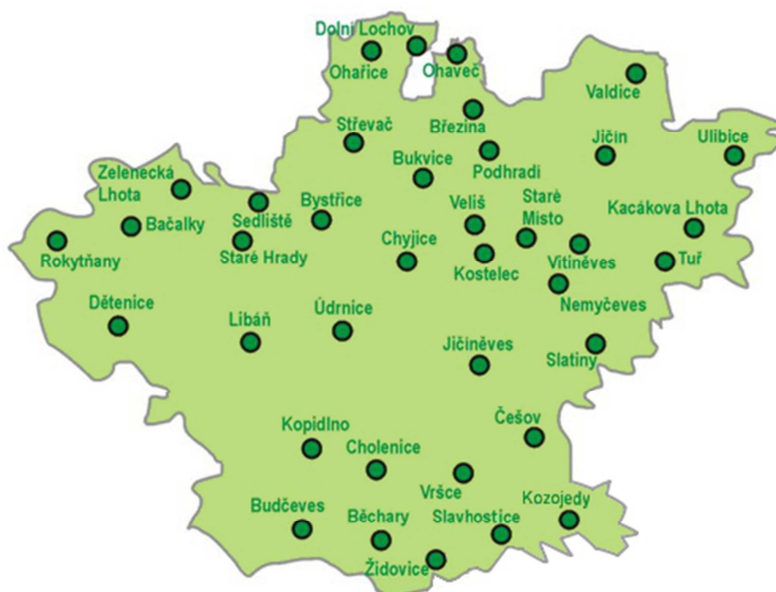 Dolní Lochov
Ohařice
Ohaveč
Valdice
Březina
Střevač
Jičín
Ulibice
Bukvice
Podhradí
Zelenecká
Lhota
Bystřice
Veliš
Staré
Místo
Kacákova Lhota
Sedliště
Bačalky
Rokytňany
Staré Hrady
Chyjice
Kostelec
Vitiněves
Tuř
Dětenice
Nemyčeves
Libáň
Údrnice
Jičíněves
Slatiny
Češov
Kopidlno
Cholenice
Vršce
Kozojedy
Budčeves
Běchary
Slavhostice
Židovice